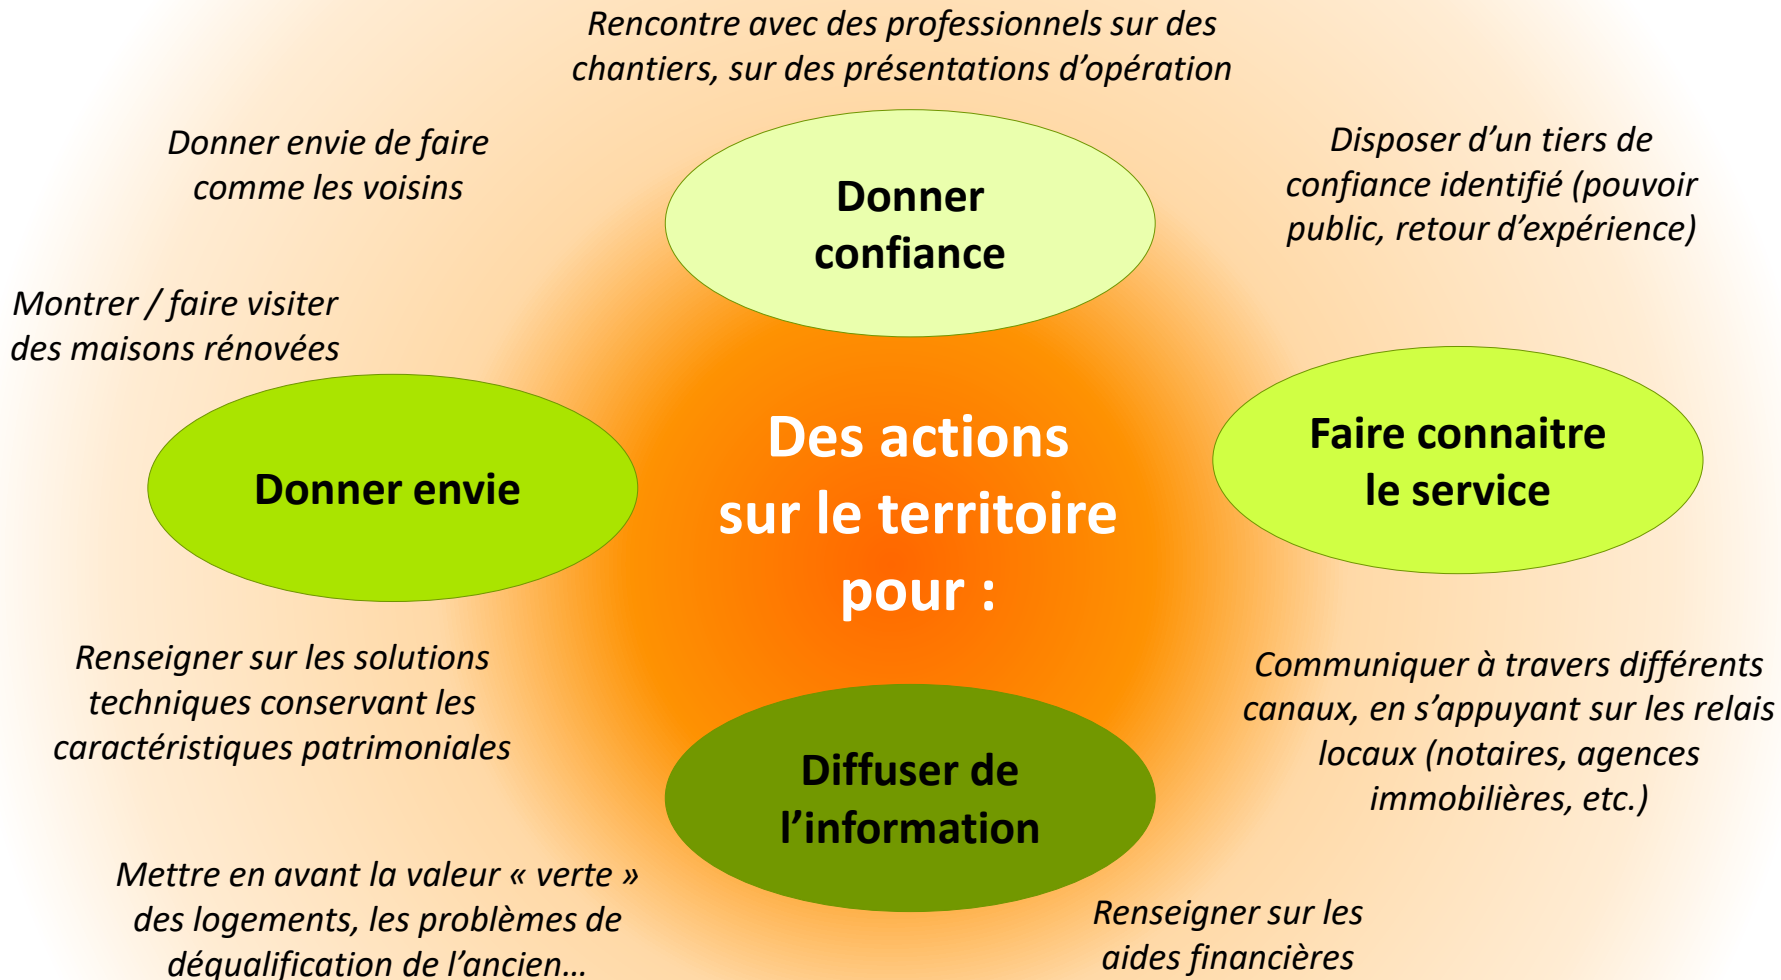 Rencontre avec des professionnels sur des
chantiers, sur des présentations d’opération
Donner envie de faire
comme les voisins
Donner
confiance
Disposer d’un tiers de
confiance identifié (pouvoir
public, retour d’expérience)
Montrer / faire visiter
des maisons rénovées
Donner envie
Des actions
sur le territoire
pour :
Faire connaitre
le service
Renseigner sur les solutions
techniques conservant les
caractéristiques patrimoniales
Diffuser de
l’information
Communiquer à travers différents
canaux, en s’appuyant sur les relais
locaux (notaires, agences
immobilières, etc.)
Mettre en avant la valeur « verte »
des logements, les problèmes de
déqualification de l’ancien…
Renseigner sur les
aides financières